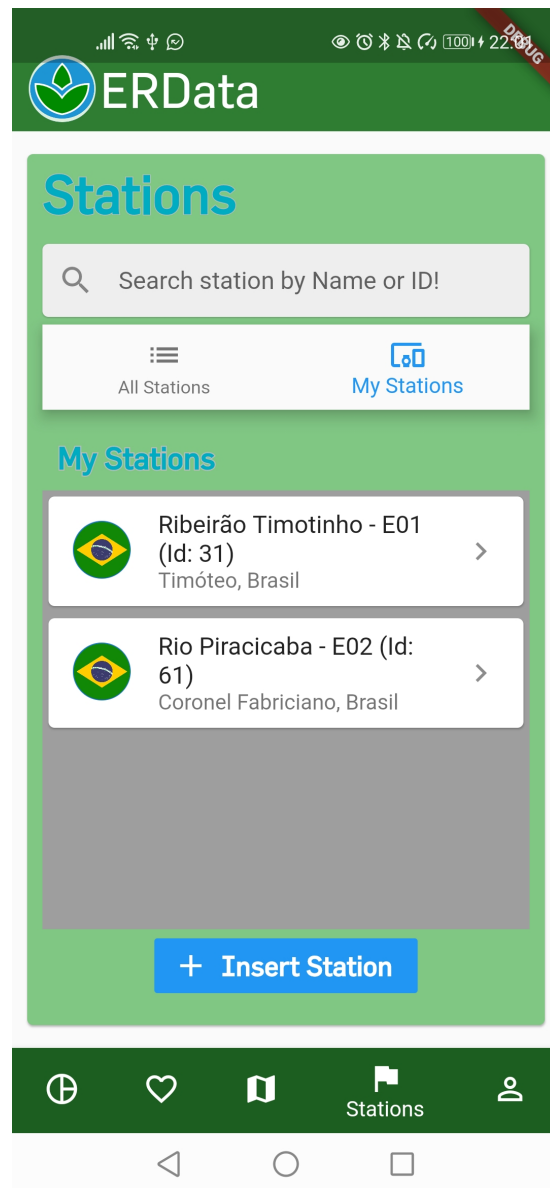 100 22:01
DEBUG
ERData
Stations
Search station by Name or ID!
All Stations
My Stations
My Stations
Ribeirão Timotinho - E01
(Id: 31)
Timóteo, Brasil
Rio Piracicaba - E02 (Id:
61)
Coronel Fabriciano, Brasil
+ Insert Station
Stations